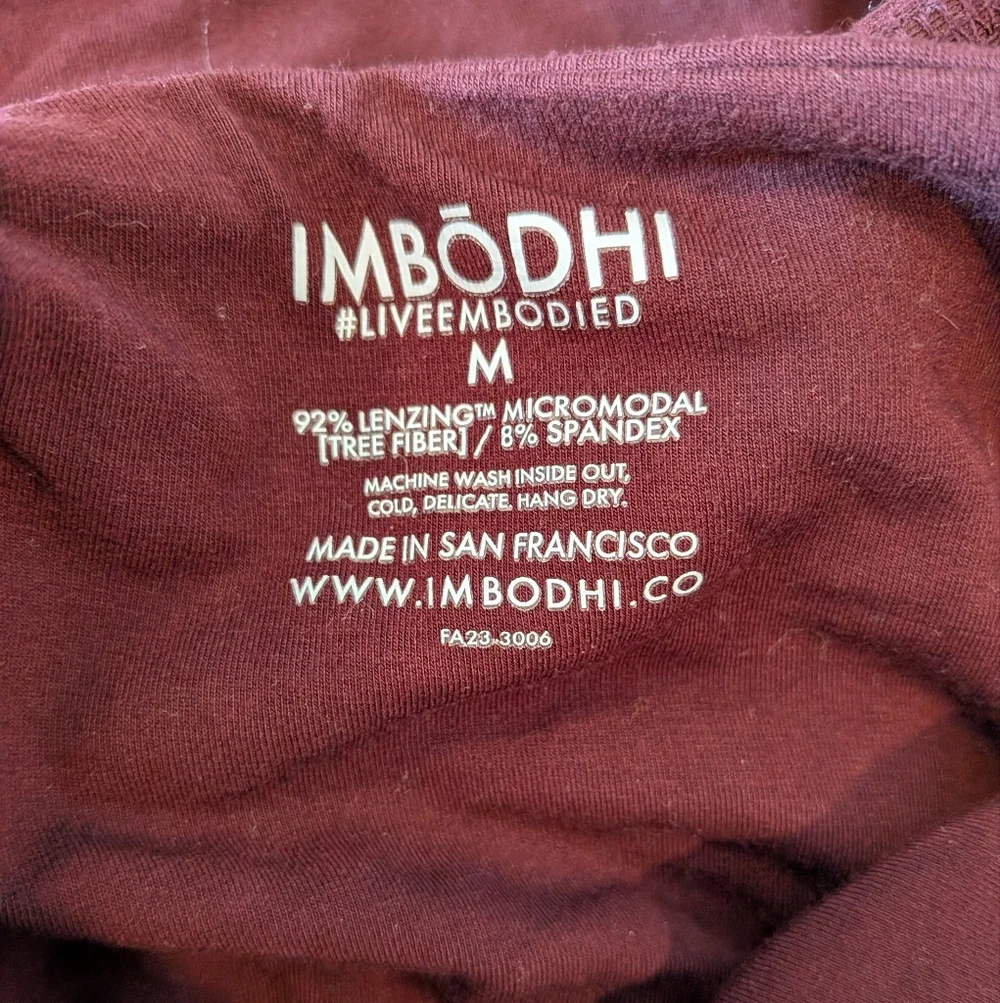 IMBŌDHI
#LIVEEMBODIED
M
92% LENZING™ MICROMODAL
[TREE FIBER] / 8% SPANDEX
MACHINE WASH INSIDE OUT,
COLD, DELICATE. HANG DRY.
MADE IN SAN FRANCISCO
WWW.IMBODHI.CO
FA23-3006